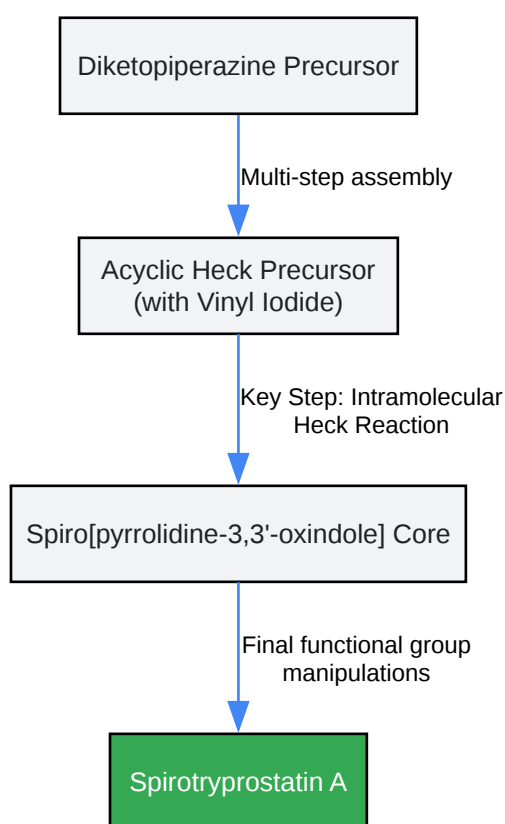 Diketopiperazine Precursor
Multi-step assembly
Acyclic Heck Precursor
(with Vinyl Iodide)
Key Step: Intramolecular
Heck Reaction
Spiro[pyrrolidine-3,3'-oxindole] Core
Final functional group
manipulations
Spirotryprostatin A